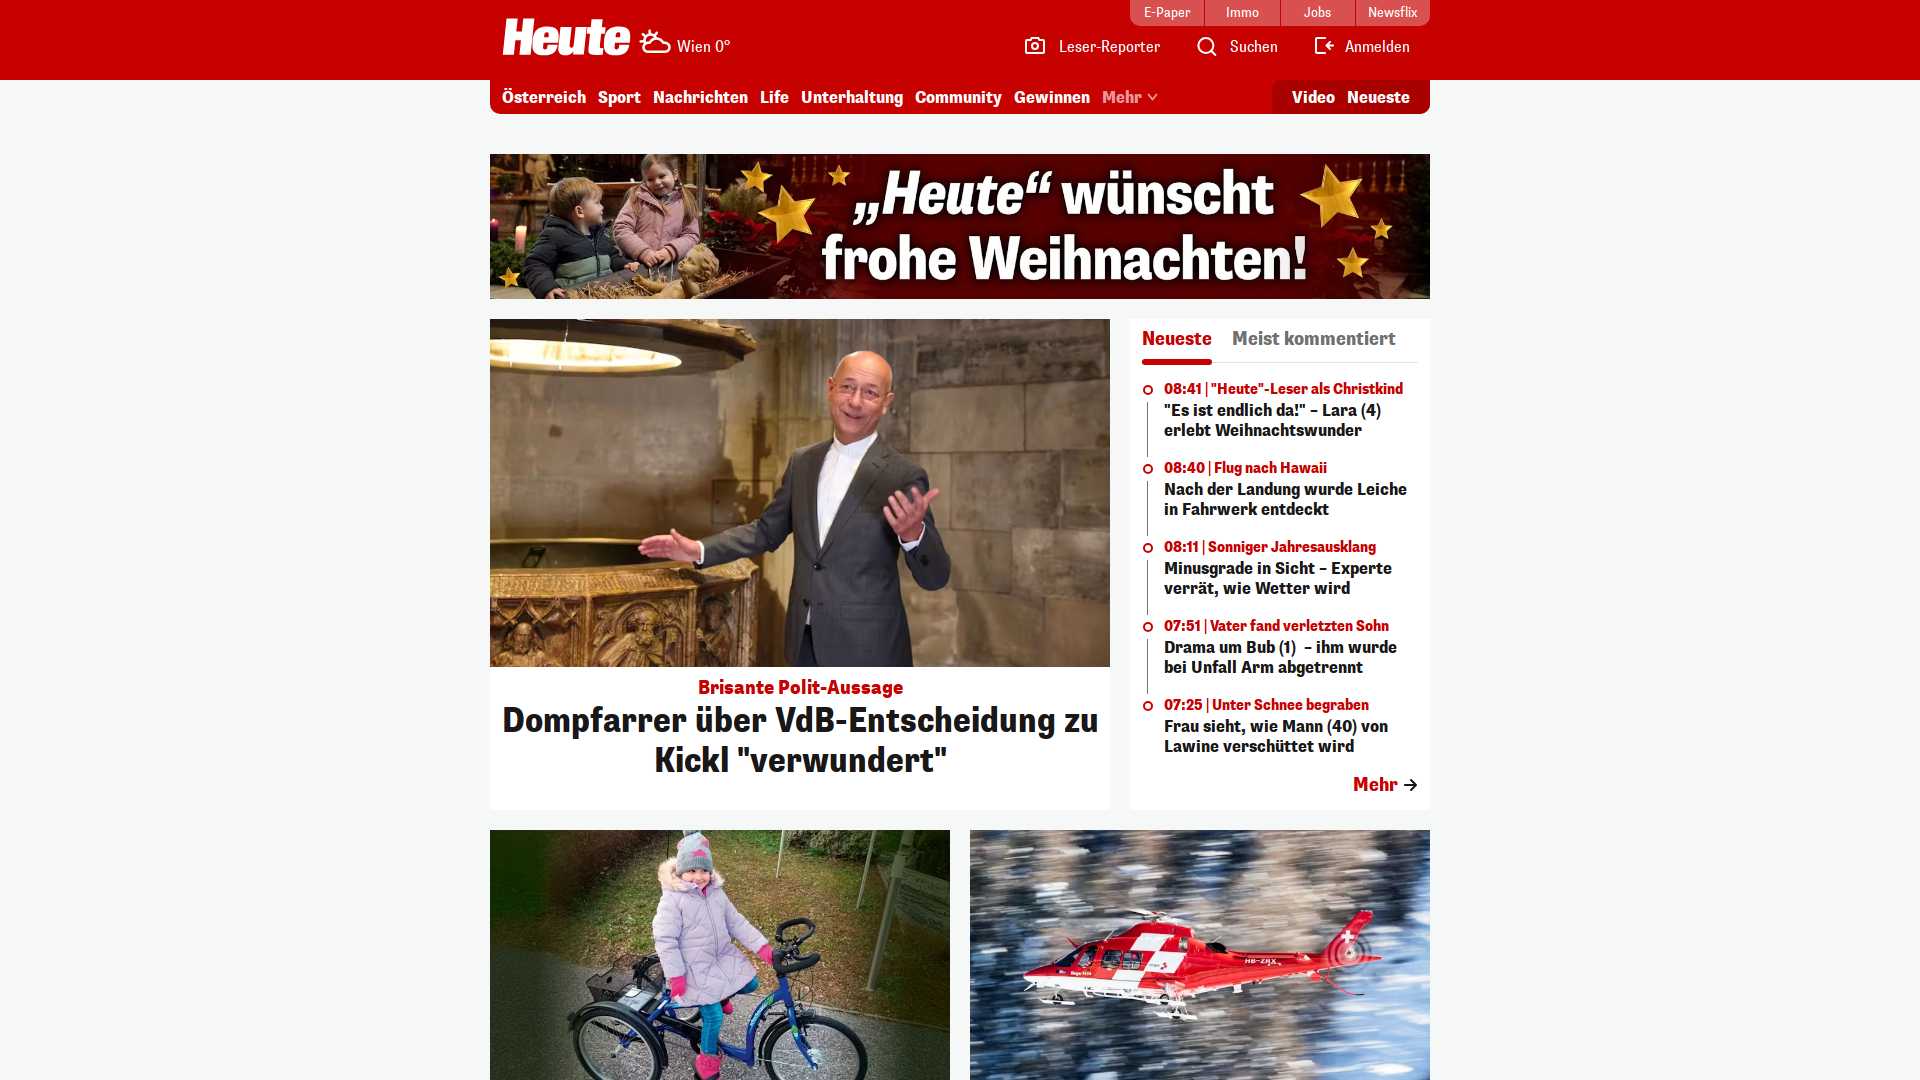 E-Paper
Immo
Jobs
Newsflix
Heute
Wien 0°
Leser-Reporter
Suchen
Anmelden
Österreich
Sport
Nachrichten
Life
Unterhaltung
Community
Gewinnen
Mehr
Video
Neueste
„Heute“ wünscht
frohe Weihnachten!
Brisante Polit-Aussage
Dompfarrer über VdB-Entscheidung zu
Kickl "verwundert"
Neueste
Meist kommentiert
08:41 | "Heute"-Leser als Christkind
"Es ist endlich da!" – Lara (4)
erlebt Weihnachtswunder
08:40 | Flug nach Hawaii
Nach der Landung wurde Leiche
in Fahrwerk entdeckt
08:11 | Sonniger Jahresausklang
Minusgrade in Sicht – Experte
verrät, wie Wetter wird
07:51 | Vater fand verletzten Sohn
Drama um Bub (1) – ihm wurde
bei Unfall Arm abgetrennt
07:25 | Unter Schnee begraben
Frau sieht, wie Mann (40) von
Lawine verschüttet wird
Mehr
HB-ZRX